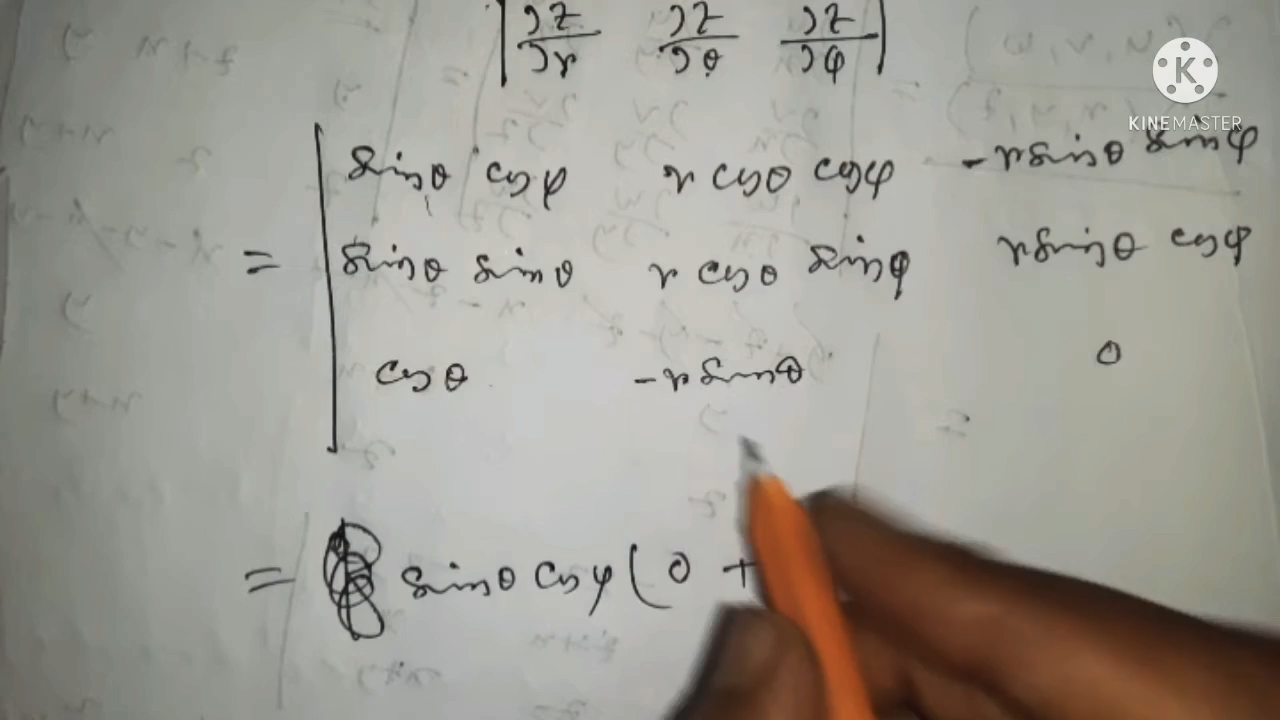 ∂z/∂r ∂z/∂θ ∂z/∂φ
KINEMASTER
sinθ cosφ r cosθ cosφ -r sinθ sinφ
= sinθ sinθ r cosθ sinφ r sinθ cosφ
cosθ -r sinθ 0
= sinθ cosφ ( 0 +